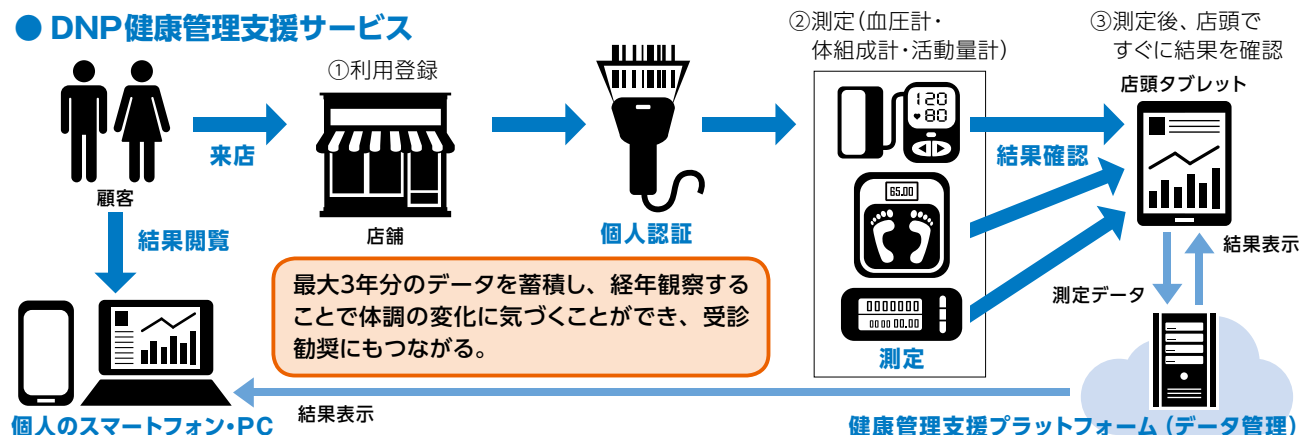 ● DNP健康管理支援サービス
①利用登録
②測定(血圧計・
体組成計・活動量計)
③測定後、店頭で
すぐに結果を確認
店頭タブレット
120
80
来店
結果確認
65.00
顧客
店舗
個人認証
結果閲覧
結果表示
測定データ
最大3年分のデータを蓄積し、経年観察する
ことで体調の変化に気づくことができ、受診
勧奨にもつながる。
0000000
00 00 00.00
測定
結果表示
個人のスマートフォン・PC
健康管理支援プラットフォーム(データ管理)